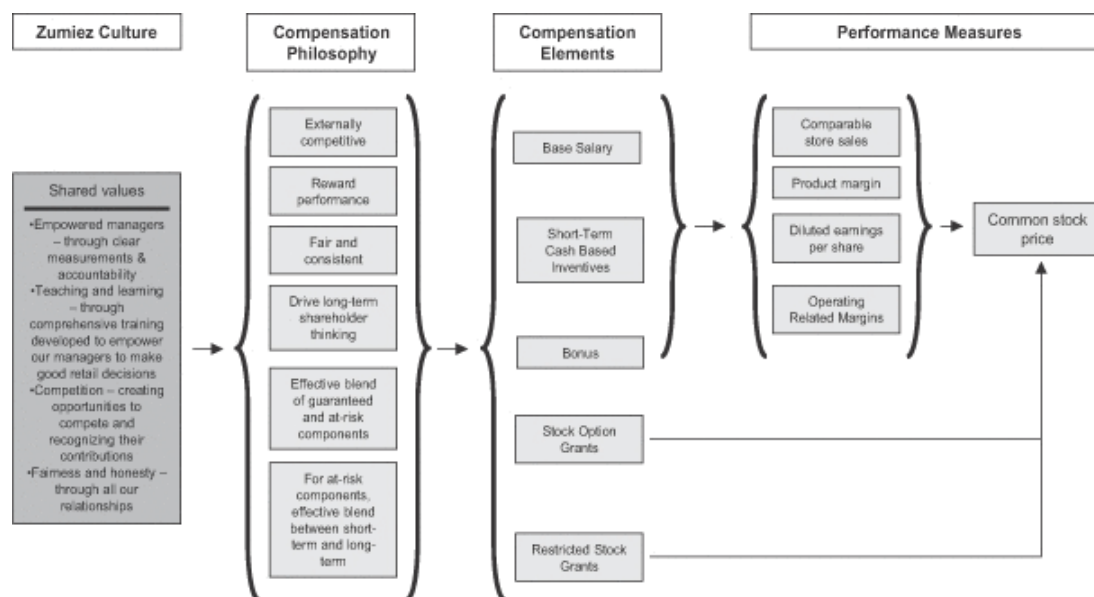 Zumiez Culture
Compensation
Philosophy
Compensation
Elements
Performance Measures
Shared values
•Empowered managers
– through clear
measurements &
accountability
•Teaching and learning
– through
comprehensive training
developed to empower
our managers to make
good retail decisions
•Competition – creating
opportunities to
compete and
recognizing their
contributions
•Fairness and honesty –
through all our
relationships
Externally
competitive
Reward
performance
Fair and
consistent
Drive long-term
shareholder
thinking
Effective blend
of guaranteed
and at-risk
components
For at-risk
components,
effective blend
between short-
term and long-
term
Base Salary
Short-Term
Cash Based
Inventives
Bonus
Stock Option
Grants
Restricted Stock
Grants
Comparable
store sales
Product margin
Diluted earnings
per share
Operating
Related Margins
Common stock
price